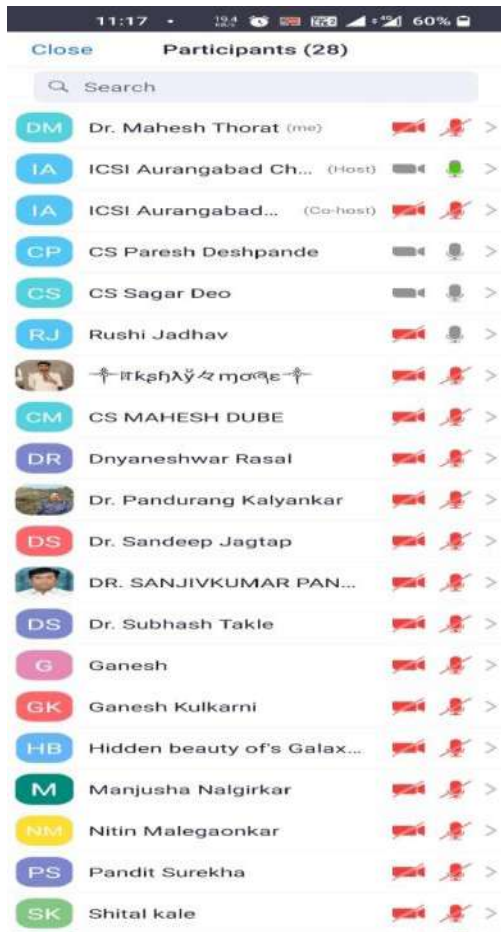 11:17 60%
Close Participants (28)
Search
DM Dr. Mahesh Thorat (me)
IA ICSI Aurangabad Ch... (Host)
IA ICSI Aurangabad... (Co-host)
CP CS Paresh Deshpande
CS CS Sagar Deo
RJ Rushi Jadhav
CM CS MAHESH DUBE
DR Dnyaneshwar Rasal
Dr. Pandurang Kalyankar
DS Dr. Sandeep Jagtap
DR. SANJIVKUMAR PAN...
DS Dr. Subhash Takle
G Ganesh
GK Ganesh Kulkarni
HB Hidden beauty of's Galax...
M Manjusha Nalgirkar
NM Nitin Malegaonkar
PS Pandit Surekha
SK Shital kale